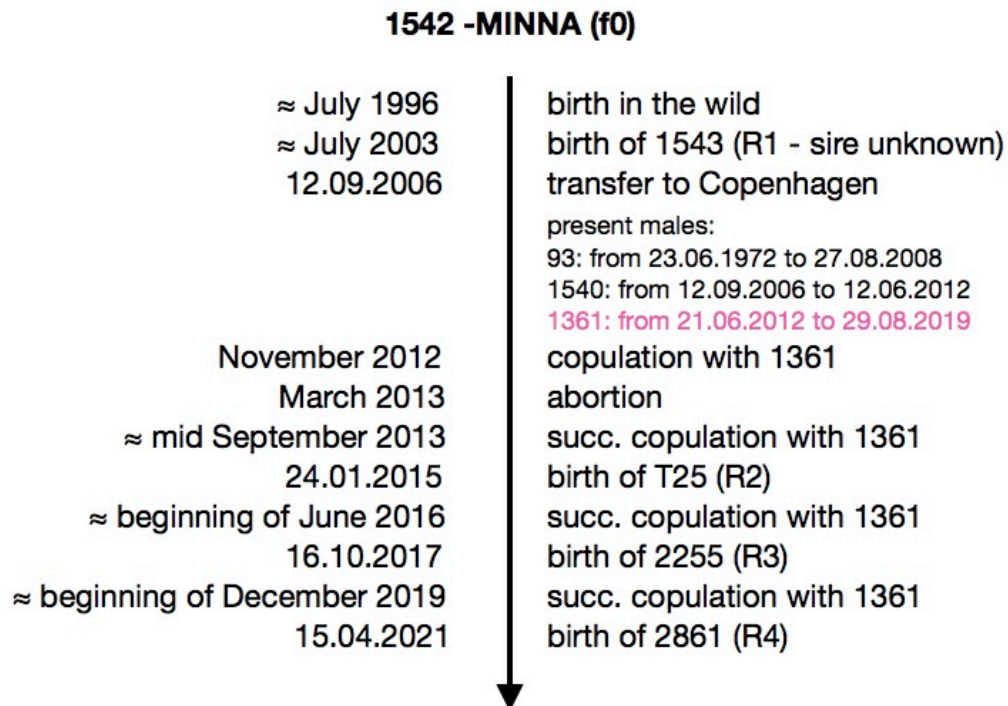 1542 -MINNA (f0)
≈ July 1996 birth in the wild
≈ July 2003 birth of 1543 (R1 - sire unknown)
12.09.2006 transfer to Copenhagen
present males:
93: from 23.06.1972 to 27.08.2008
1540: from 12.09.2006 to 12.06.2012
1361: from 21.06.2012 to 29.08.2019
November 2012 copulation with 1361
March 2013 abortion
≈ mid September 2013 succ. copulation with 1361
24.01.2015 birth of T25 (R2)
≈ beginning of June 2016 succ. copulation with 1361
16.10.2017 birth of 2255 (R3)
≈ beginning of December 2019 succ. copulation with 1361
15.04.2021 birth of 2861 (R4)